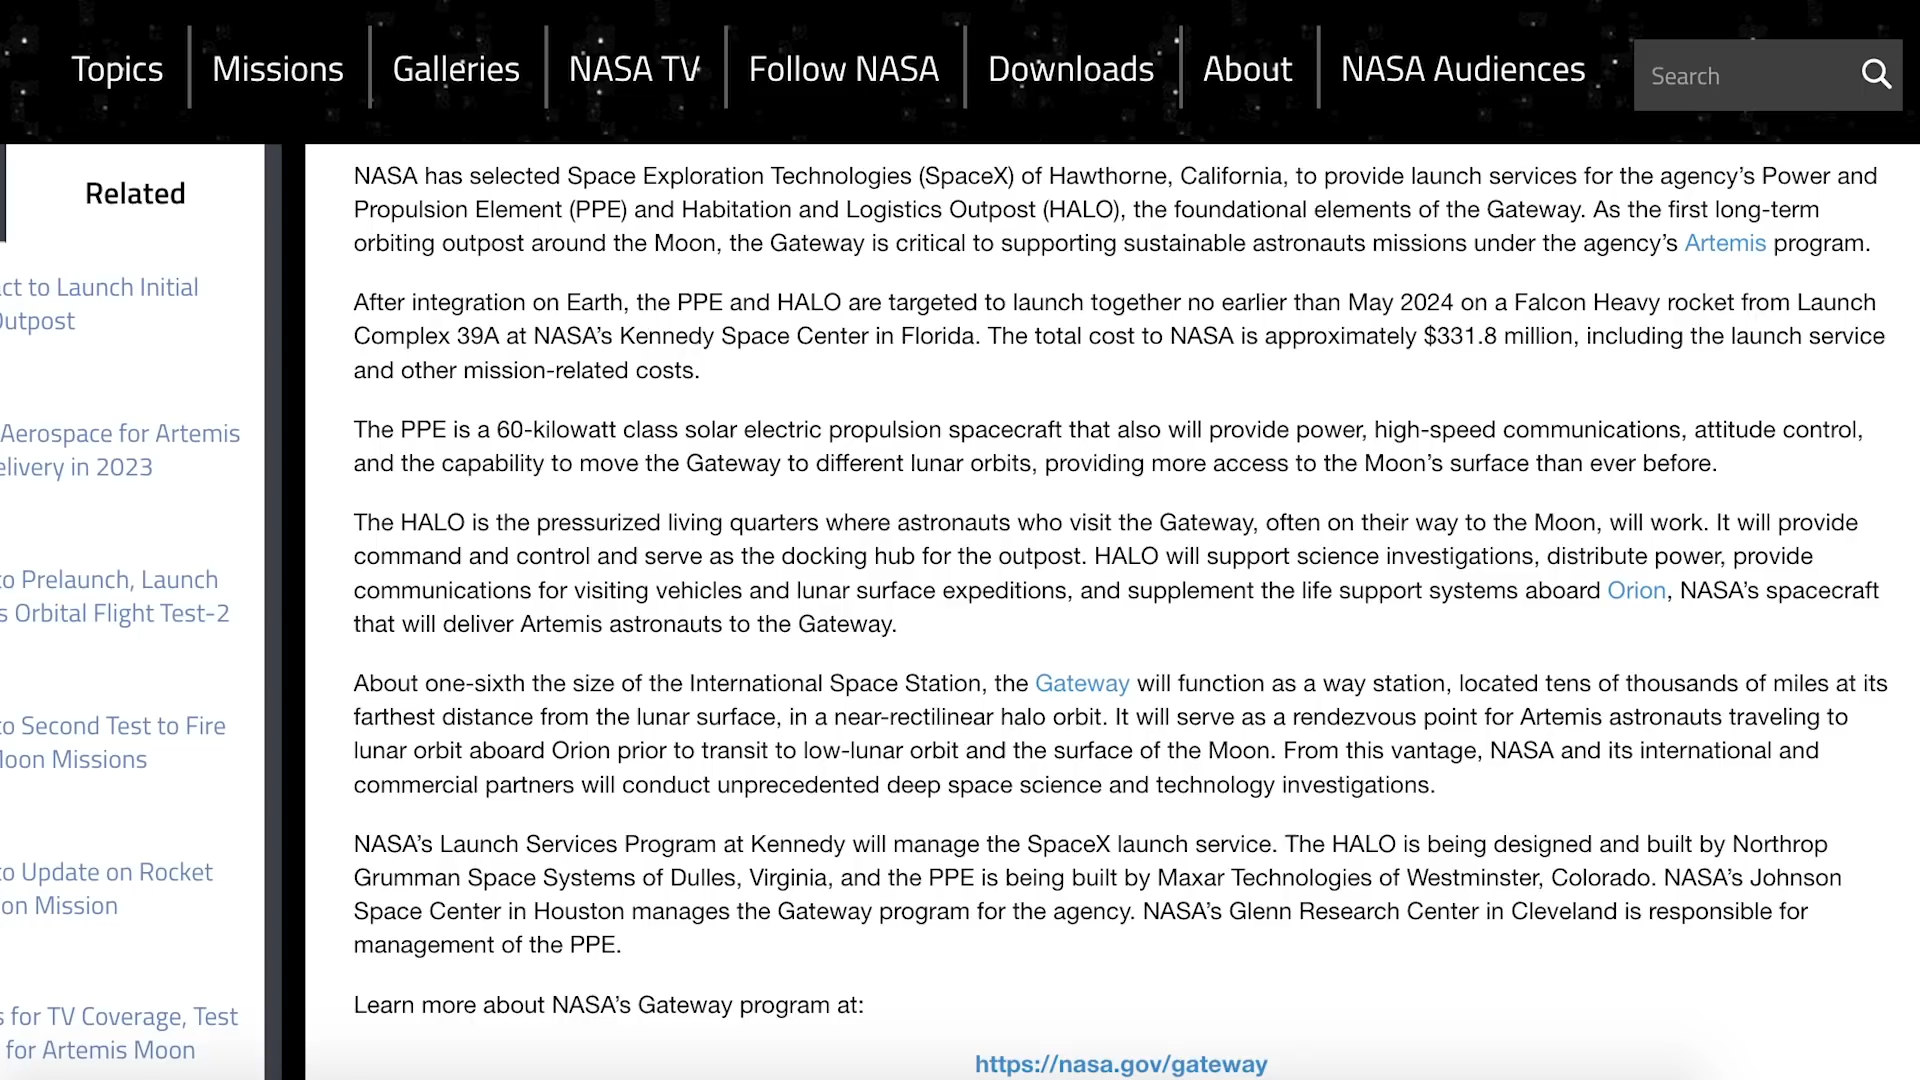 Topics
Missions
Galleries
NASA TV
Follow NASA
Downloads
About
NASA Audiences
Search
Related
ct to Launch Initial
Outpost
Aerospace for Artemis
elivery in 2023
to Prelaunch, Launch
s Orbital Flight Test-2
to Second Test to Fire
Moon Missions
to Update on Rocket
on Mission
s for TV Coverage, Test
for Artemis Moon
NASA has selected Space Exploration Technologies (SpaceX) of Hawthorne, California, to provide launch services for the agency’s Power and
Propulsion Element (PPE) and Habitation and Logistics Outpost (HALO), the foundational elements of the Gateway. As the first long-term
orbiting outpost around the Moon, the Gateway is critical to supporting sustainable astronauts missions under the agency’s Artemis program.
After integration on Earth, the PPE and HALO are targeted to launch together no earlier than May 2024 on a Falcon Heavy rocket from Launch
Complex 39A at NASA’s Kennedy Space Center in Florida. The total cost to NASA is approximately $331.8 million, including the launch service
and other mission-related costs.
The PPE is a 60-kilowatt class solar electric propulsion spacecraft that also will provide power, high-speed communications, attitude control,
and the capability to move the Gateway to different lunar orbits, providing more access to the Moon’s surface than ever before.
The HALO is the pressurized living quarters where astronauts who visit the Gateway, often on their way to the Moon, will work. It will provide
command and control and serve as the docking hub for the outpost. HALO will support science investigations, distribute power, provide
communications for visiting vehicles and lunar surface expeditions, and supplement the life support systems aboard Orion, NASA’s spacecraft
that will deliver Artemis astronauts to the Gateway.
About one-sixth the size of the International Space Station, the Gateway will function as a way station, located tens of thousands of miles at its
farthest distance from the lunar surface, in a near-rectilinear halo orbit. It will serve as a rendezvous point for Artemis astronauts traveling to
lunar orbit aboard Orion prior to transit to low-lunar orbit and the surface of the Moon. From this vantage, NASA and its international and
commercial partners will conduct unprecedented deep space science and technology investigations.
NASA’s Launch Services Program at Kennedy will manage the SpaceX launch service. The HALO is being designed and built by Northrop
Grumman Space Systems of Dulles, Virginia, and the PPE is being built by Maxar Technologies of Westminster, Colorado. NASA’s Johnson
Space Center in Houston manages the Gateway program for the agency. NASA’s Glenn Research Center in Cleveland is responsible for
management of the PPE.
Learn more about NASA’s Gateway program at:
https://nasa.gov/gateway